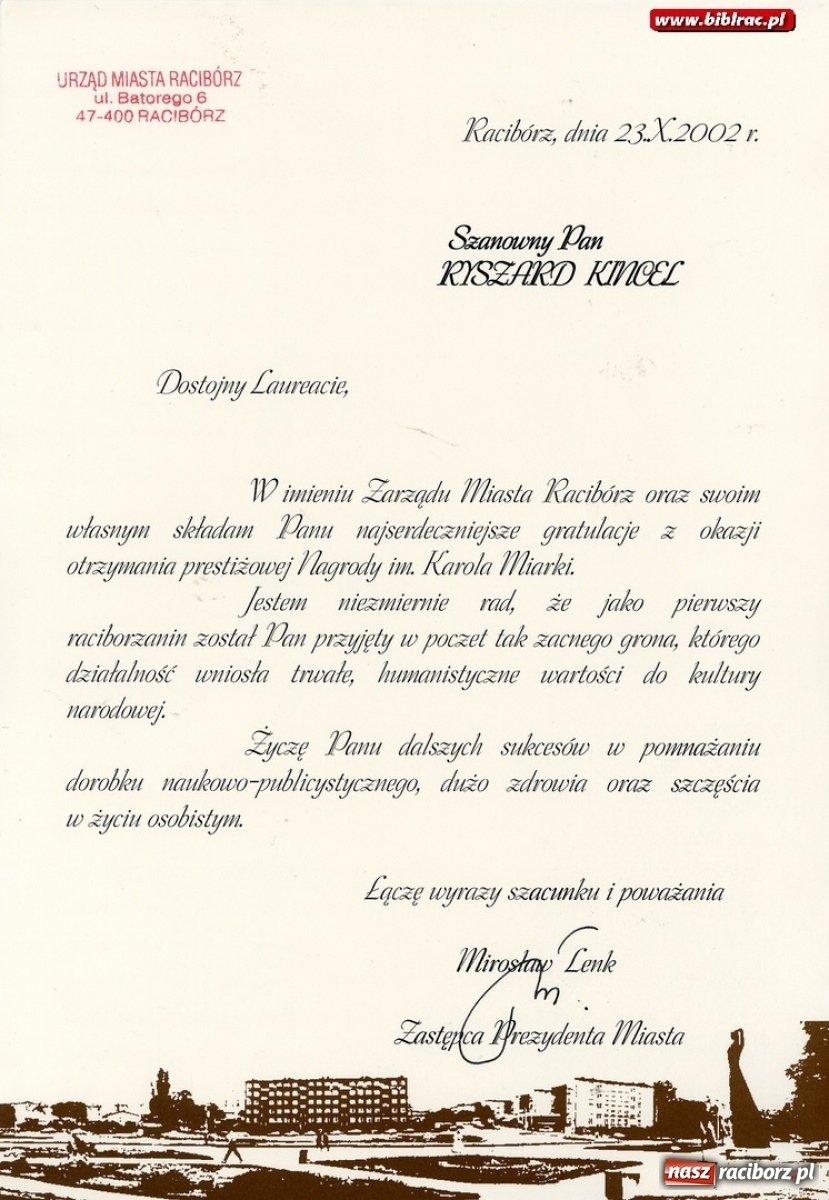 www.biblrac.pl
URZĄD MIASTA RACIBÓRZ
ul. Batorego 6
47-400 RACIBÓRZ
Racibórz, dnia 23.X.2002 r.
Szanowny Pan
RYSZARD KINCEL
Dostojny Laureacie,
W imieniu Zarządu Miasta Racibórz oraz swoim
własnym składam Panu najserdeczniejsze gratulacje z okazji
otrzymania prestiżowej Nagrody im. Karola Miarki.
Jestem niezmiernie rad, że jako pierwszy
raciborzanin został Pan przyjęty w poczet tak zacnego grona, którego
działalność wniosła trwałe, humanistyczne wartości do kultury
narodowej.
Życzę Panu dalszych sukcesów w pomnażaniu
dorobku naukowo-publicystycznego, dużo zdrowia oraz szczęścia
w życiu osobistym.
Łączę wyrazy szacunku i poważania
Mirosław Lenk
Zastępca Prezydenta Miasta
nasz raciborz.pl